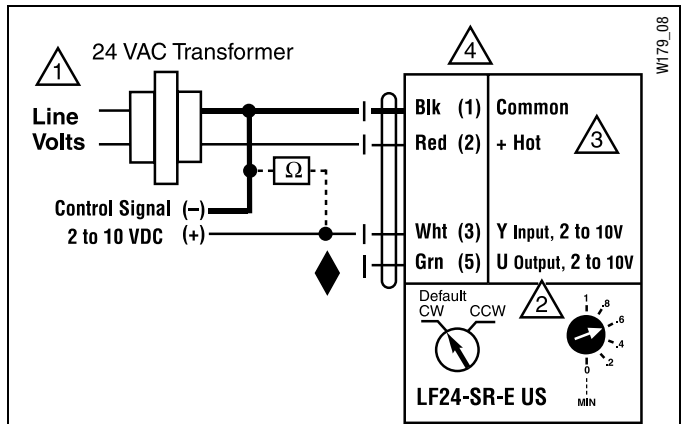 W179_08
24 VAC Transformer
1
4
Line
Volts
Blk (1) Common
Red (2) + Hot
3
Ω
Control Signal (–)
2 to 10 VDC (+)
Wht (3) Y Input, 2 to 10V
Grn (5) U Output, 2 to 10V
2
Default
CW CCW
1
.8
.6
.4
.2
0
MIN
LF24-SR-E US